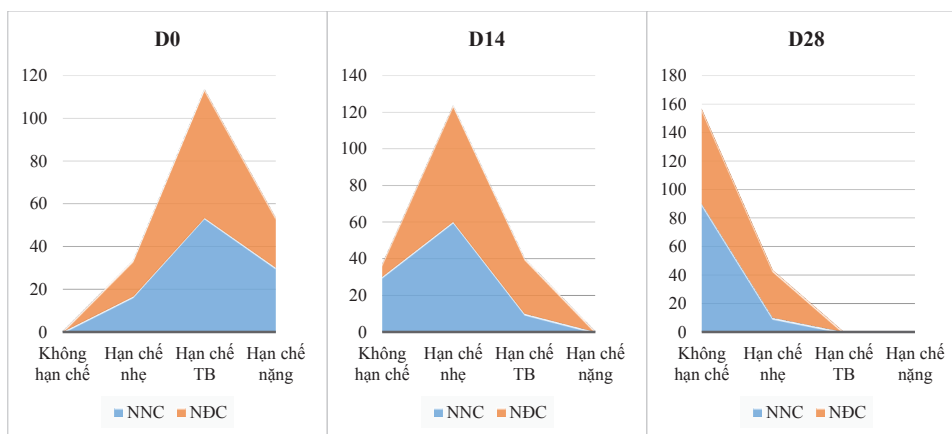 D0
120
100
80
60
40
20
0
Không hạn chế
Hạn chế nhẹ
Hạn chế TB
Hạn chế nặng
NNC NĐC
D14
140
120
100
80
60
40
20
0
Không hạn chế
Hạn chế nhẹ
Hạn chế TB
Hạn chế nặng
NNC NĐC
D28
180
160
140
120
100
80
60
40
20
0
Không hạn chế
Hạn chế nhẹ
Hạn chế TB
Hạn chế nặng
NNC NĐC